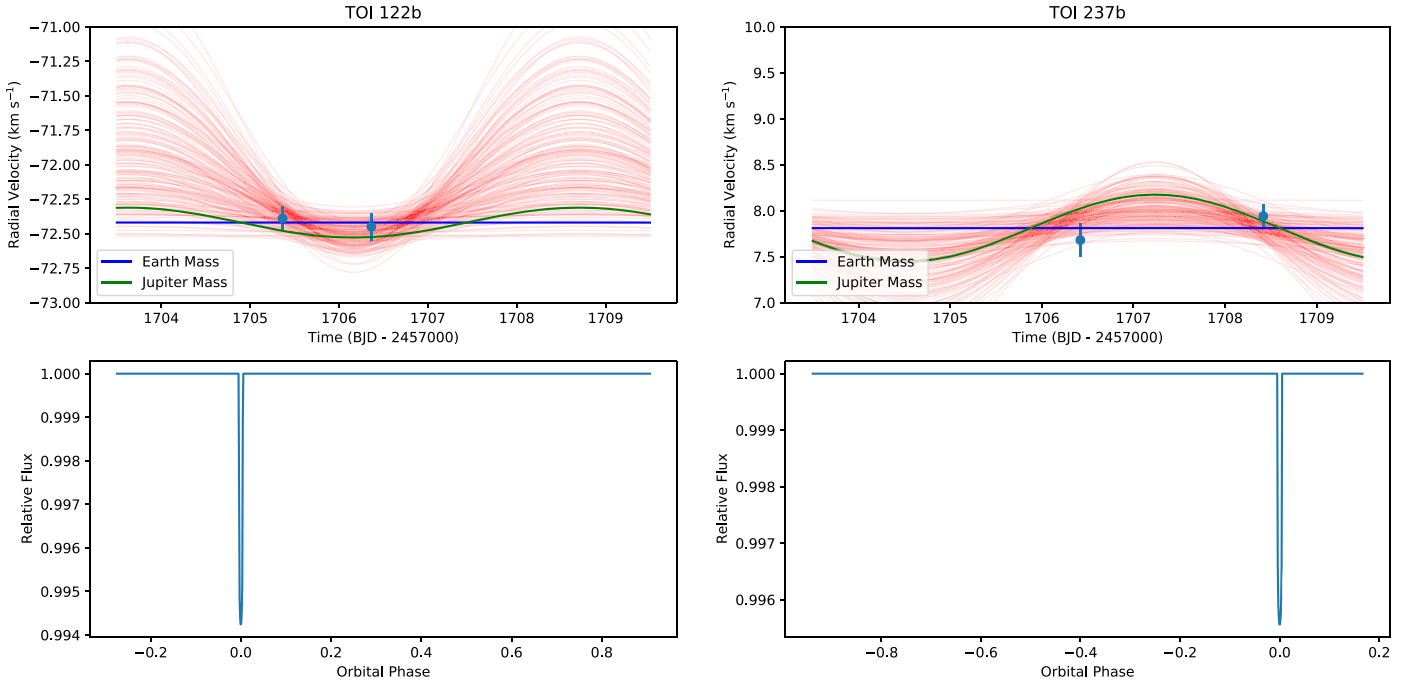 TOI 122b
Radial Velocity (km s⁻¹)
−71.00
−71.25
−71.50
−71.75
−72.00
−72.25
−72.50
−72.75
−73.00
Earth Mass
Jupiter Mass
1704 1705 1706 1707 1708 1709
Time (BJD - 2457000)
TOI 237b
Radial Velocity (km s⁻¹)
10.0
9.5
9.0
8.5
8.0
7.5
7.0
Earth Mass
Jupiter Mass
1704 1705 1706 1707 1708 1709
Time (BJD - 2457000)
Relative Flux
1.000
0.999
0.998
0.997
0.996
0.995
0.994
−0.2 0.0 0.2 0.4 0.6 0.8
Orbital Phase
Relative Flux
1.000
0.999
0.998
0.997
0.996
−0.8 −0.6 −0.4 −0.2 0.0 0.2
Orbital Phase